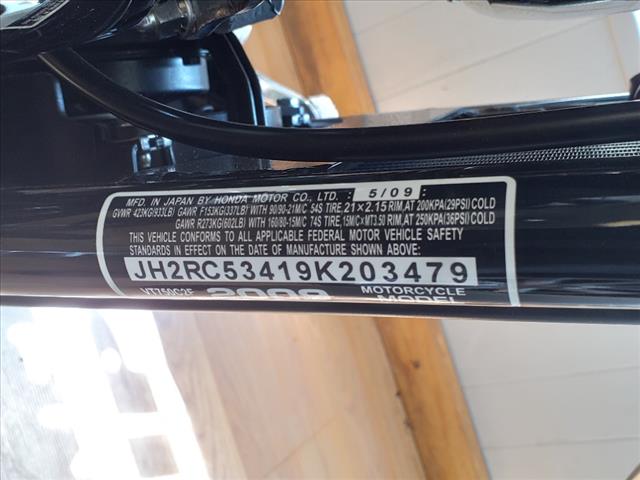 MFD. IN JAPAN BY HONDA MOTOR CO., LTD. 5/09
GVWR 423KG(933LB) GAWR F153KG(337LB) WITH 90/90-21M/C 54S TIRE 21×2.15 RIM, AT 200KPA(29PSI) COLD
GAWR R273KG(602LB) WITH 160/80-15M/C 74S TIRE 15M/C×MT3.50 RIM, AT 250KPA(36PSI) COLD
THIS VEHICLE CONFORMS TO ALL APPLICABLE FEDERAL MOTOR VEHICLE SAFETY
STANDARDS IN EFFECT ON THE DATE OF MANUFACTURE SHOWN ABOVE:
JH2RC53419K203479
VT750C2F 2009 MOTORCYCLE
MODEL